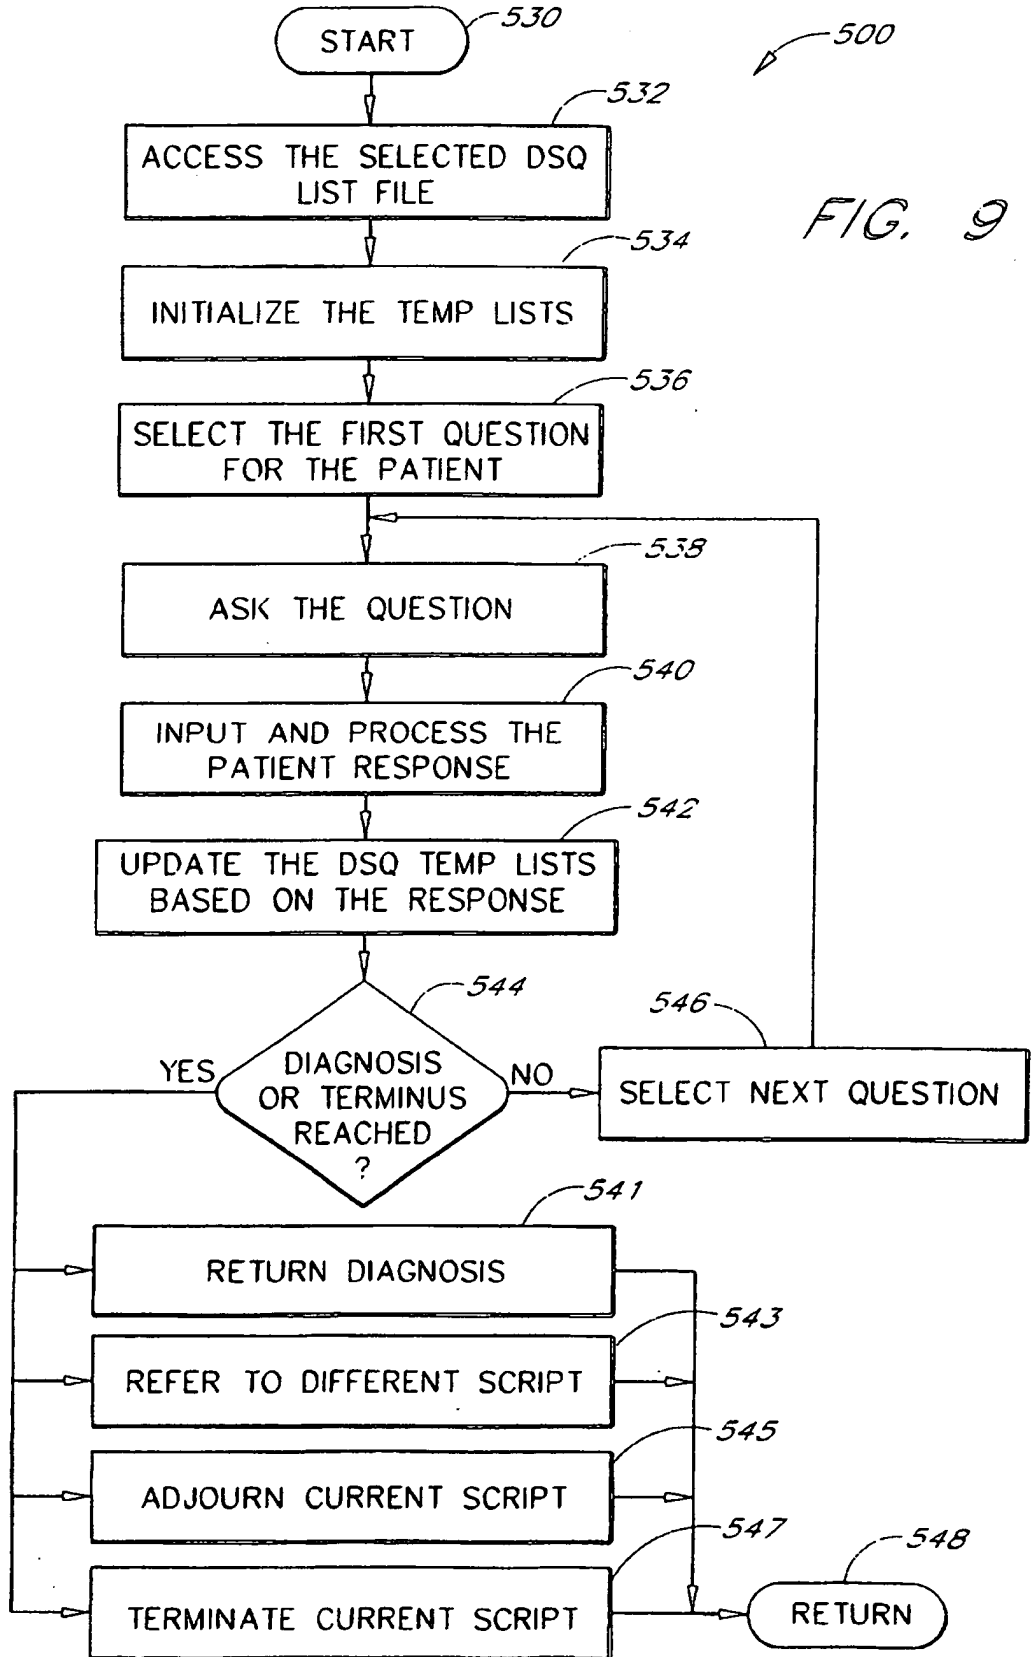 START
530
500
532
ACCESS THE SELECTED DSQ
LIST FILE
FIG. 9
534
INITIALIZE THE TEMP LISTS
536
SELECT THE FIRST QUESTION
FOR THE PATIENT
538
ASK THE QUESTION
540
INPUT AND PROCESS THE
PATIENT RESPONSE
542
UPDATE THE DSQ TEMP LISTS
BASED ON THE RESPONSE
544
DIAGNOSIS
OR TERMINUS
REACHED
?
YES
NO
546
SELECT NEXT QUESTION
541
RETURN DIAGNOSIS
543
REFER TO DIFFERENT SCRIPT
545
ADJOURN CURRENT SCRIPT
547
TERMINATE CURRENT SCRIPT
548
RETURN